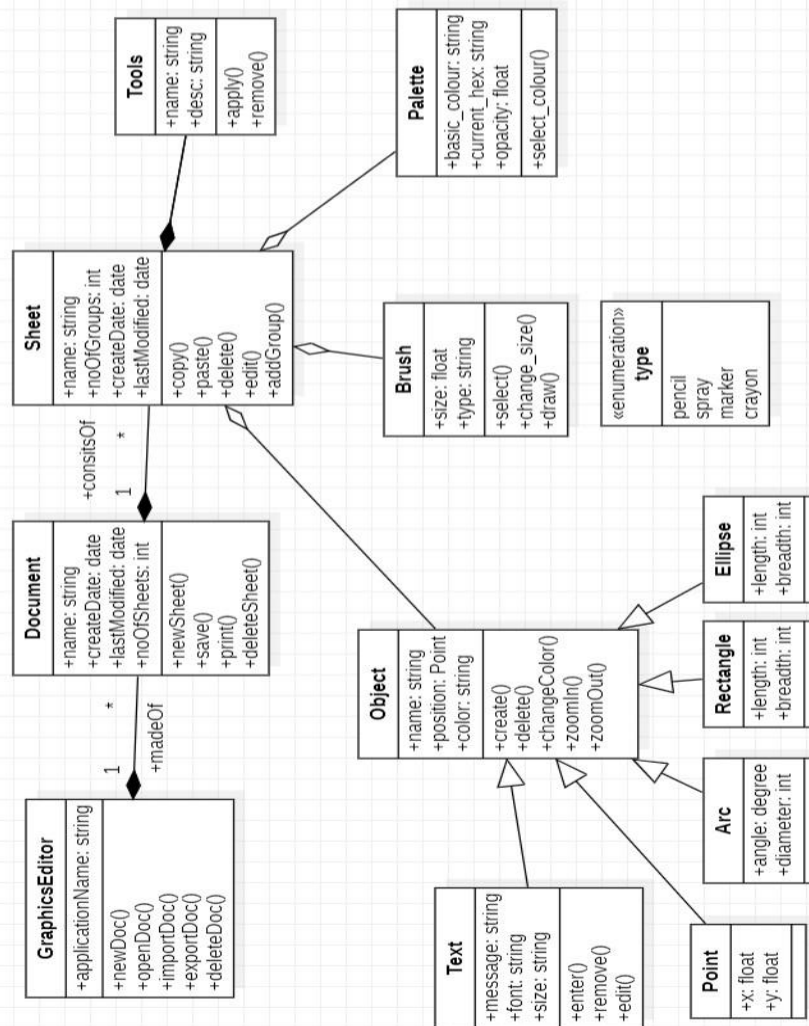 GraphicsEditor
+applicationName: string
+newDoc()
+openDoc()
+importDoc()
+exportDoc()
+deleteDoc()
1
*
+madeOf
Document
+name: string
+createDate: date
+lastModified: date
+noOfSheets: int
+newSheet()
+save()
+print()
+deleteSheet()
+consitsOf
1
*
Sheet
+name: string
+noOfGroups: int
+createDate: date
+lastModified: date
+copy()
+paste()
+delete()
+edit()
+addGroup()
Tools
+name: string
+desc: string
+apply()
+remove()
Text
+message: string
+font: string
+size: string
+enter()
+remove()
+edit()
Object
+name: string
+position: Point
+color: string
+create()
+delete()
+changeColor()
+zoomIn()
+zoomOut()
Brush
+size: float
+type: string
+select()
+change_size()
+draw()
Palette
+basic_colour: string
+current_hex: string
+opacity: float
+select_colour()
«enumeration»
type
pencil
spray
marker
crayon
Point
+x: float
+y: float
Arc
+angle: degree
+diameter: int
Rectangle
+length: int
+breadth: int
Ellipse
+length: int
+breadth: int